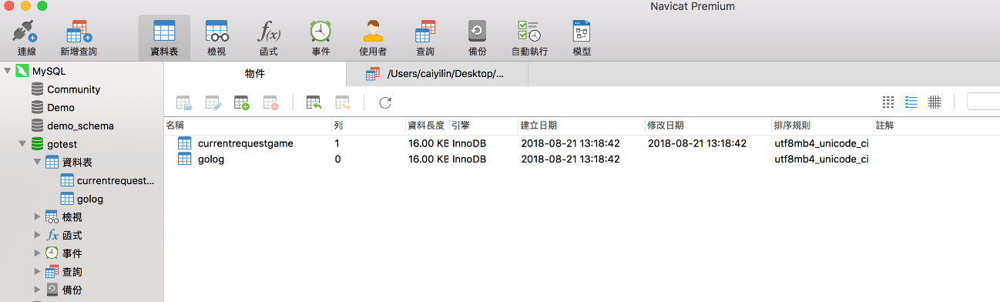 Navicat Premium
連線
新增查詢
資料表
f(x)
檢視
函式
事件
使用者
查詢
備份
自動執行
模型
MySQL
Community
Demo
demo_schema
gotest
資料表
currentrequest...
golog
檢視
fx 函式
事件
查詢
備份
物件
/Users/caiyilin/Desktop/...
名稱 列 資料長度 引擎 建立日期 修改日期 排序規則 註解
currentrequestgame 1 16.00 KB InnoDB 2018-08-21 13:18:42 2018-08-21 13:18:42 utf8mb4_unicode_ci
golog 0 16.00 KB InnoDB 2018-08-21 13:18:42 utf8mb4_unicode_ci